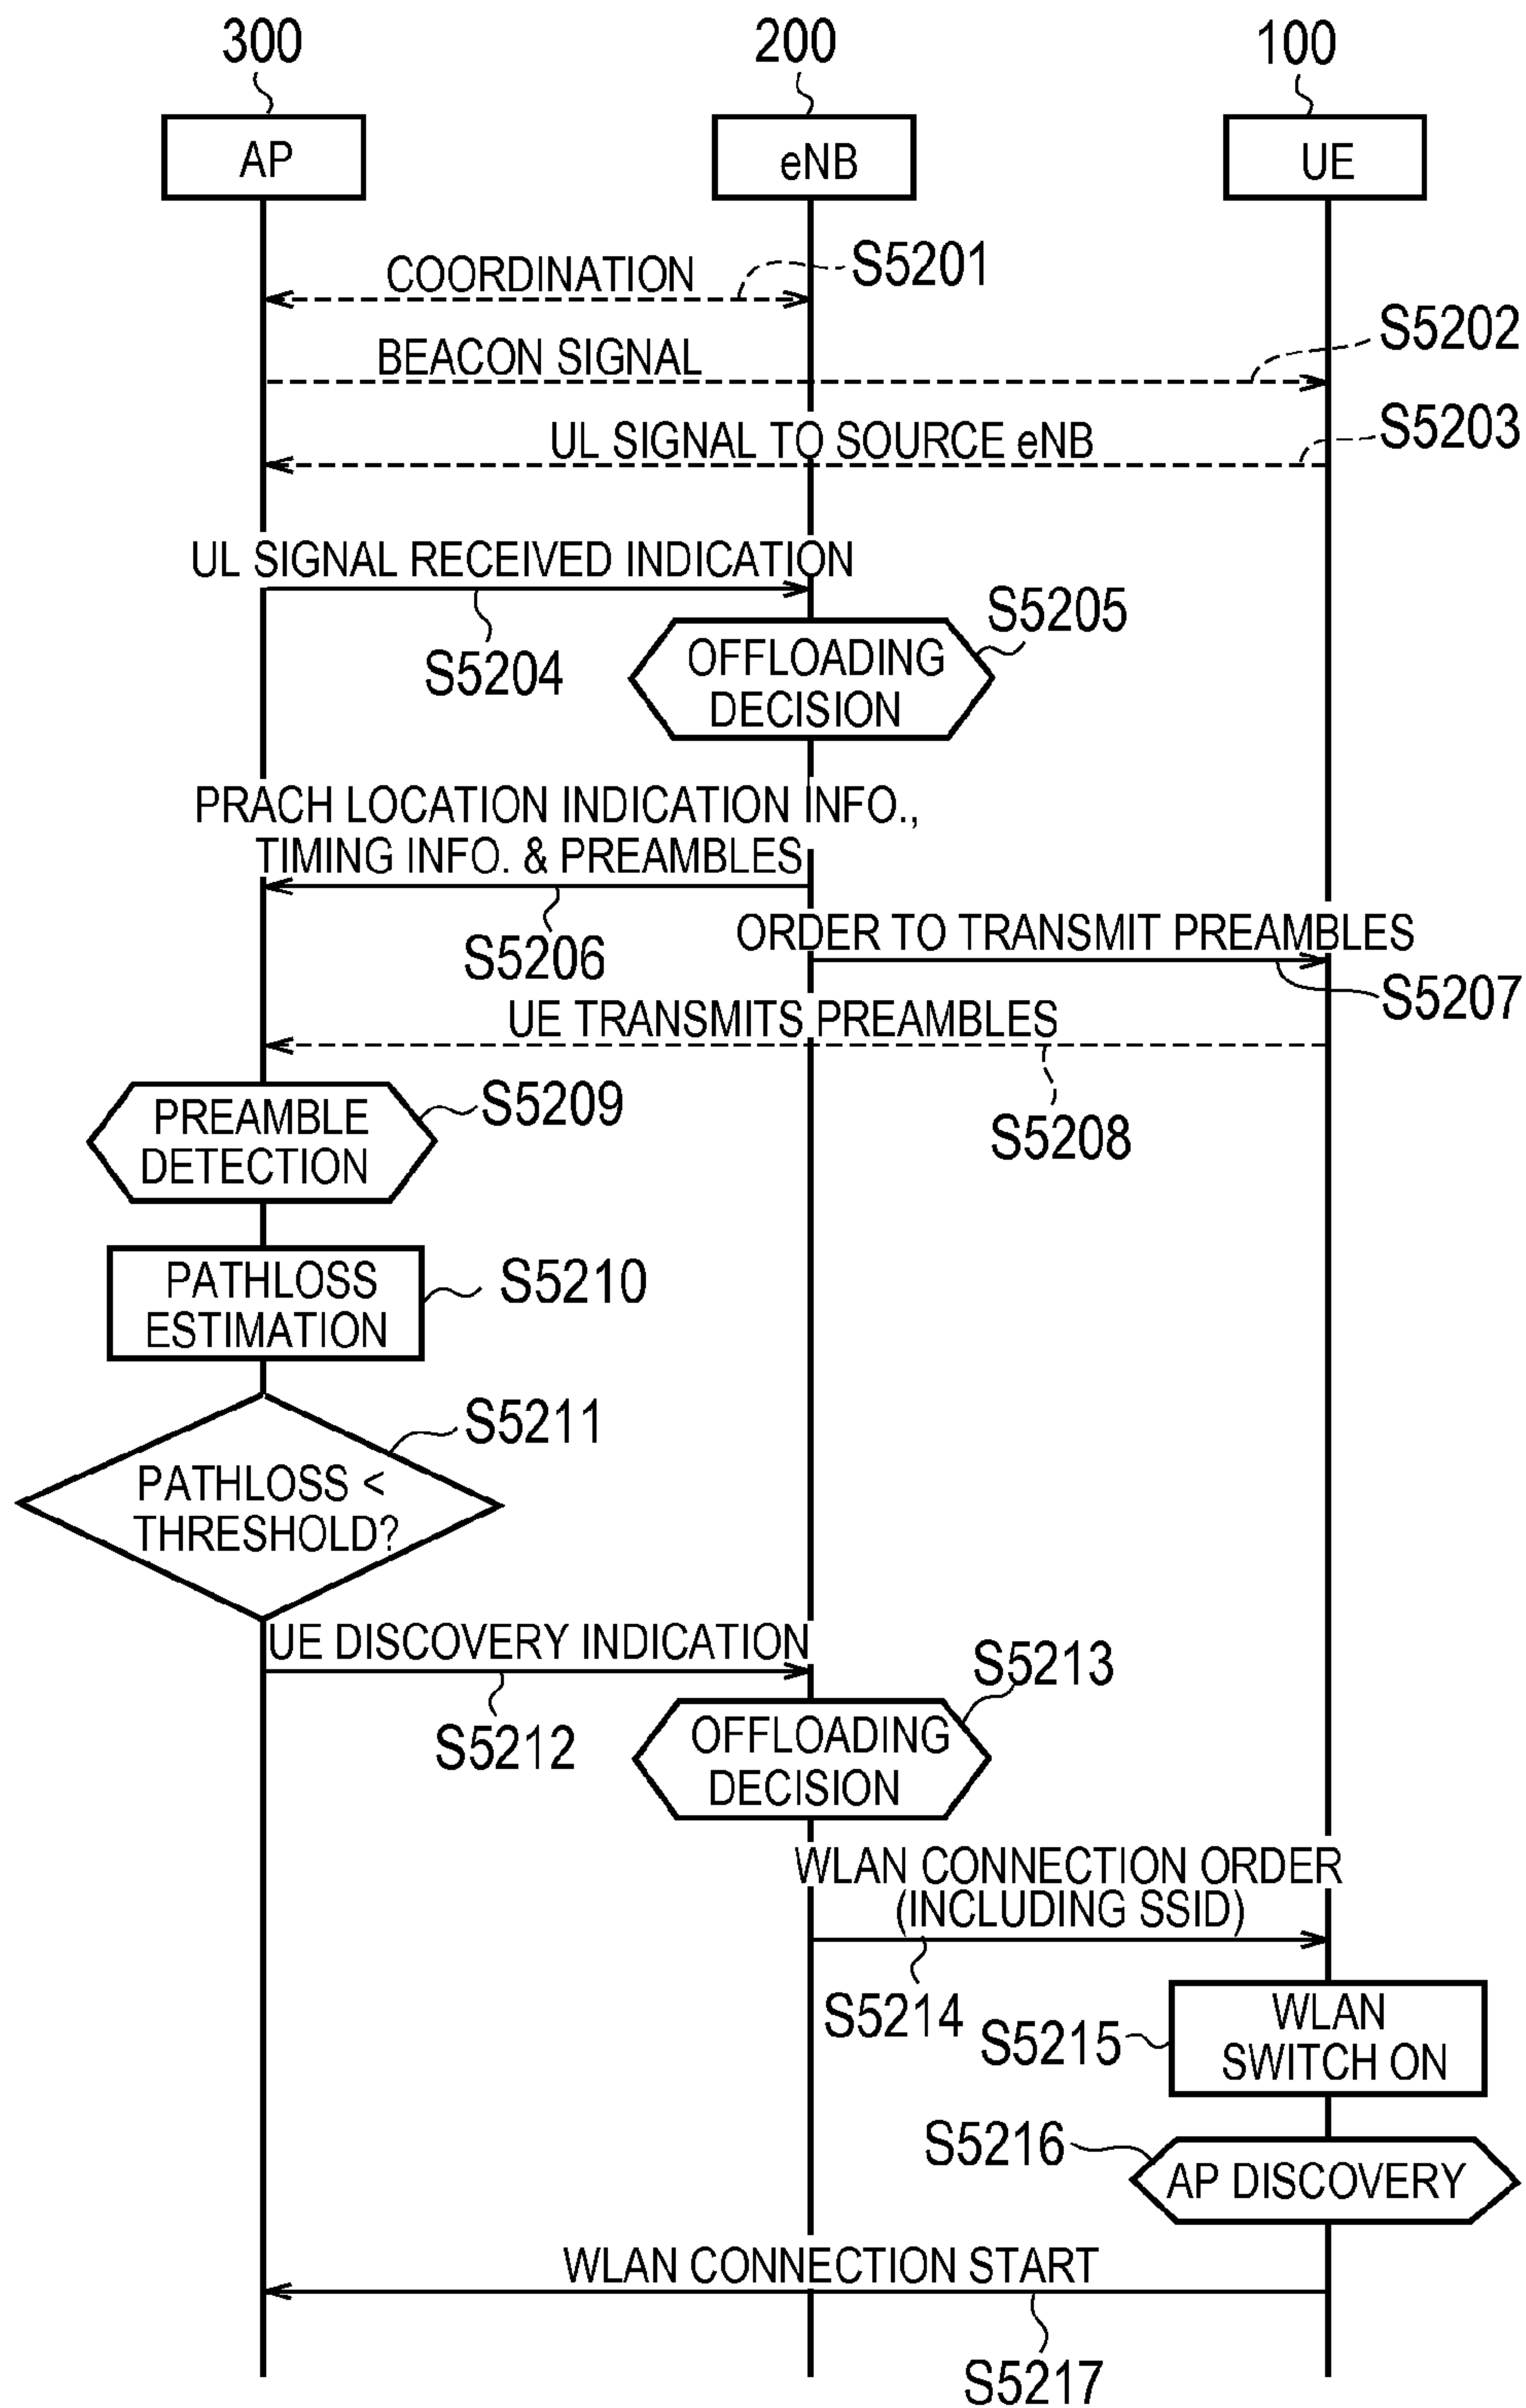 300
200
100
AP
eNB
UE
COORDINATION
S5201
BEACON SIGNAL
S5202
UL SIGNAL TO SOURCE eNB
S5203
UL SIGNAL RECEIVED INDICATION
S5204
S5205
OFFLOADING
DECISION
PRACH LOCATION INDICATION INFO.,
TIMING INFO. & PREAMBLES
S5206
ORDER TO TRANSMIT PREAMBLES
S5207
UE TRANSMITS PREAMBLES
S5208
PREAMBLE
DETECTION
S5209
PATHLOSS
ESTIMATION
S5210
S5211
PATHLOSS <
THRESHOLD?
UE DISCOVERY INDICATION
S5212
S5213
OFFLOADING
DECISION
WLAN CONNECTION ORDER
(INCLUDING SSID)
S5214
S5215
WLAN
SWITCH ON
S5216
AP DISCOVERY
WLAN CONNECTION START
S5217